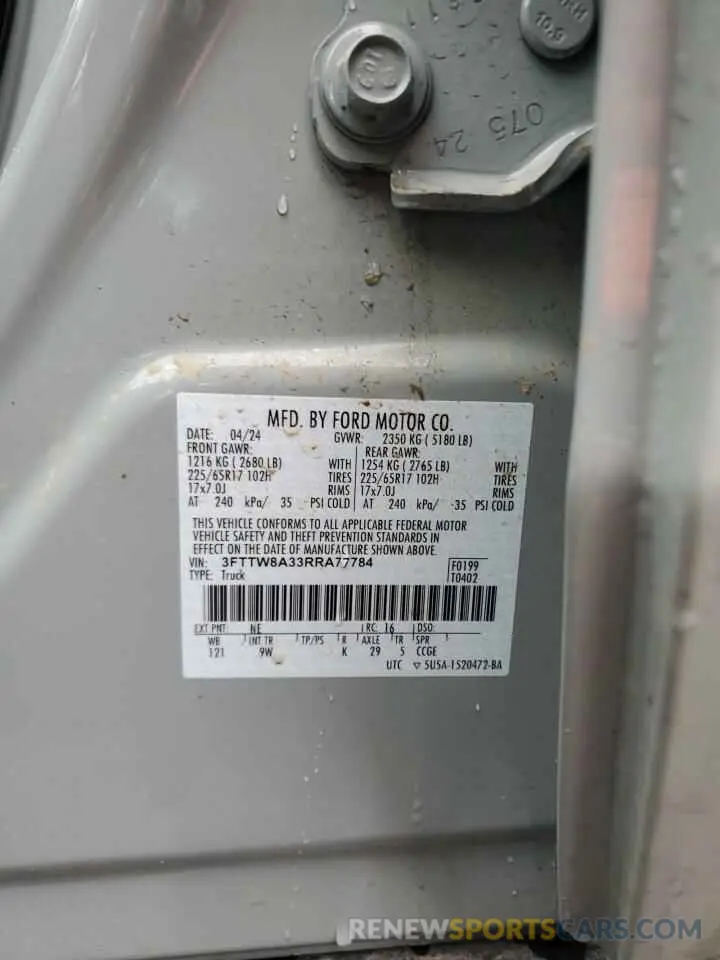 10.9
075 24
MFD. BY FORD MOTOR CO.
DATE: 04/24 GVWR: 2350 KG ( 5180 LB)
FRONT GAWR: REAR GAWR:
1216 KG ( 2680 LB) WITH 1254 KG ( 2765 LB) WITH
225/65R17 102H TIRES 225/65R17 102H TIRES
17x7.0J RIMS 17x7.0J RIMS
AT 240 kPa/ 35 PSI COLD AT 240 kPa/ 35 PSI COLD
THIS VEHICLE CONFORMS TO ALL APPLICABLE FEDERAL MOTOR
VEHICLE SAFETY AND THEFT PREVENTION STANDARDS IN
EFFECT ON THE DATE OF MANUFACTURE SHOWN ABOVE.
VIN: 3FTTW8A33RRA77784 F0199
TYPE: Truck T0402
EXT PNT: NE RC: 16 DSO:
WB INT TR TP/PS R AXLE TR SPR
121 9W K 29 5 CCGE
UTC ▽ 5U5A-1520472-BA
RENEWSPORTSCARS.COM